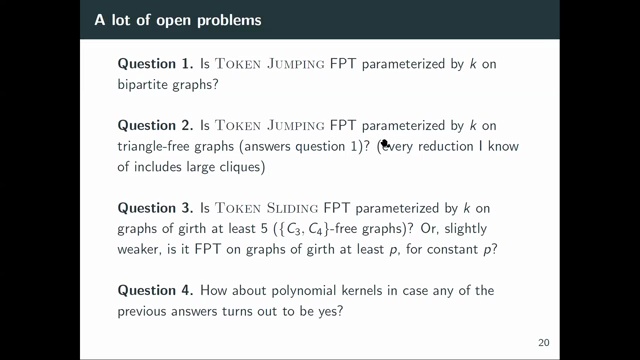 A lot of open problems
Question 1. Is TOKEN JUMPING FPT parameterized by k on
bipartite graphs?
Question 2. Is TOKEN JUMPING FPT parameterized by k on
triangle-free graphs (answers question 1)? (every reduction I know
of includes large cliques)
Question 3. Is TOKEN SLIDING FPT parameterized by k on
graphs of girth at least 5 ({C₃, C₄}-free graphs)? Or, slightly
weaker, is it FPT on graphs of girth at least p, for constant p?
Question 4. How about polynomial kernels in case any of the
previous answers turns out to be yes?
20